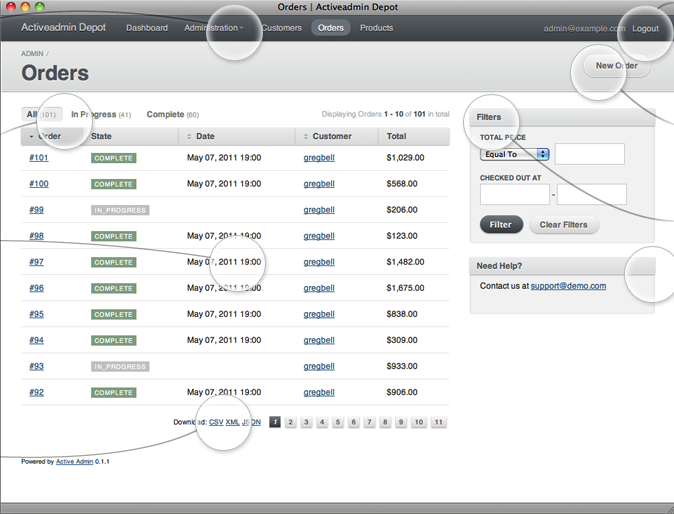 Orders | Activeadmin Depot
Activeadmin Depot Dashboard Administration Customers Orders Products admin@example.com Logout
ADMIN /
Orders
New Order
All (101) In Progress (41) Complete (60) Displaying Orders 1 - 10 of 101 in total
Order State Date Customer Total
#101 COMPLETE May 07, 2011 19:00 gregbell $1,029.00
#100 COMPLETE May 07, 2011 19:00 gregbell $568.00
#99 IN_PROGRESS gregbell $206.00
#98 COMPLETE May 07, 2011 19:00 gregbell $123.00
#97 COMPLETE May 07, 2011 19:00 gregbell $1,482.00
#96 COMPLETE May 07, 2011 19:00 gregbell $1,675.00
#95 COMPLETE May 07, 2011 19:00 gregbell $838.00
#94 COMPLETE May 07, 2011 19:00 gregbell $309.00
#93 IN_PROGRESS gregbell $933.00
#92 COMPLETE May 07, 2011 19:00 gregbell $906.00
Download: CSV XML JSON 1 2 3 4 5 6 7 8 9 10 11
Powered by Active Admin 0.1.1
Filters
TOTAL PRICE
Equal To
CHECKED OUT AT
-
Filter Clear Filters
Need Help?
Contact us at support@demo.com